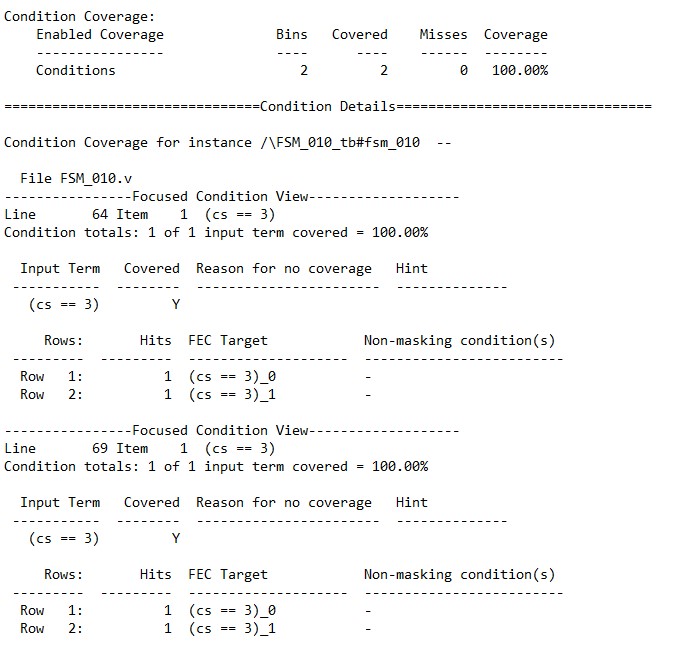 Condition Coverage:
    Enabled Coverage              Bins   Covered    Misses  Coverage
    ----------------              ----      ----    ------  --------
    Conditions                       2         2         0   100.00%

================================Condition Details================================

Condition Coverage for instance /\FSM_010_tb#fsm_010  --

  File FSM_010.v
----------------Focused Condition View-------------------
Line       64 Item    1  (cs == 3)
Condition totals: 1 of 1 input term covered = 100.00%

  Input Term   Covered  Reason for no coverage   Hint
 -----------  --------  -----------------------  --------------
   (cs == 3)         Y

     Rows:       Hits  FEC Target            Non-masking condition(s)
 ---------  ---------  --------------------  -------------------------
  Row   1:          1  (cs == 3)_0           -
  Row   2:          1  (cs == 3)_1           -

----------------Focused Condition View-------------------
Line       69 Item    1  (cs == 3)
Condition totals: 1 of 1 input term covered = 100.00%

  Input Term   Covered  Reason for no coverage   Hint
 -----------  --------  -----------------------  --------------
   (cs == 3)         Y

     Rows:       Hits  FEC Target            Non-masking condition(s)
 ---------  ---------  --------------------  -------------------------
  Row   1:          1  (cs == 3)_0           -
  Row   2:          1  (cs == 3)_1           -